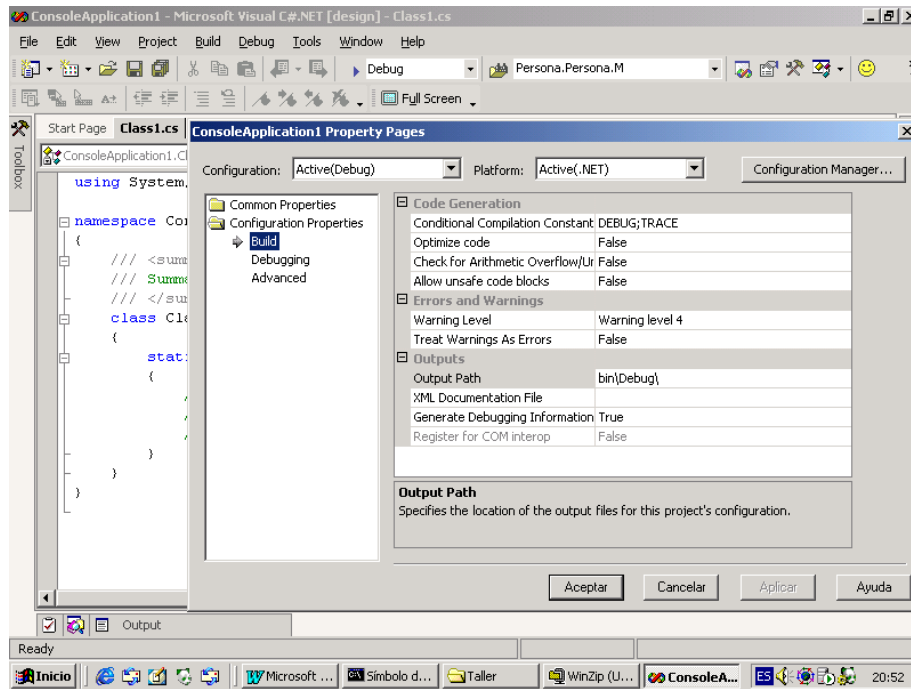 ConsoleApplication1 - Microsoft Visual C#.NET [design] - Class1.cs
File Edit View Project Build Debug Tools Window Help
Debug Persona.Persona.M
Full Screen
Toolbox
Start Page Class1.cs
ConsoleApplication1.Cl
using System
namespace Con
{
/// <summ
/// Summa
/// </sum
class Cla
{
stati
{
/
/
/
}
}
}
ConsoleApplication1 Property Pages
Configuration: Active(Debug) Platform: Active(.NET) Configuration Manager...
Common Properties
Configuration Properties
Build
Debugging
Advanced
Code Generation
Conditional Compilation Constant DEBUG;TRACE
Optimize code False
Check for Arithmetic Overflow/Ur False
Allow unsafe code blocks False
Errors and Warnings
Warning Level Warning level 4
Treat Warnings As Errors False
Outputs
Output Path bin\Debug\
XML Documentation File
Generate Debugging Information True
Register for COM interop False
Output Path
Specifies the location of the output files for this project's configuration.
Aceptar Cancelar Aplicar Ayuda
Output
Ready
Inicio Microsoft ... Símbolo d... Taller WinZip (U... ConsoleA... ES 20:52